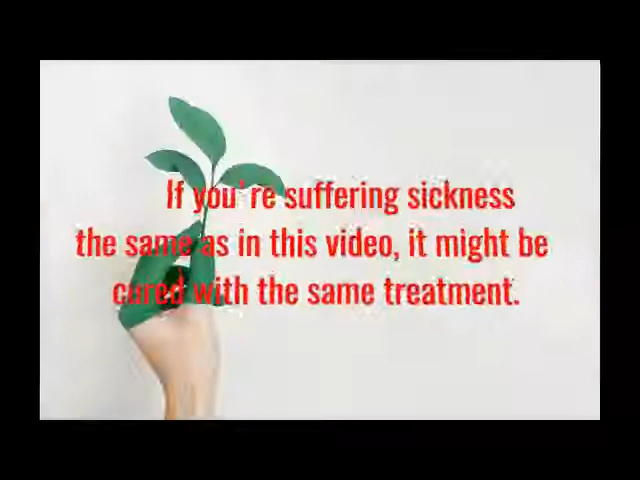 If you're suffering sickness
the same as in this video, it might be
cured with the same treatment.